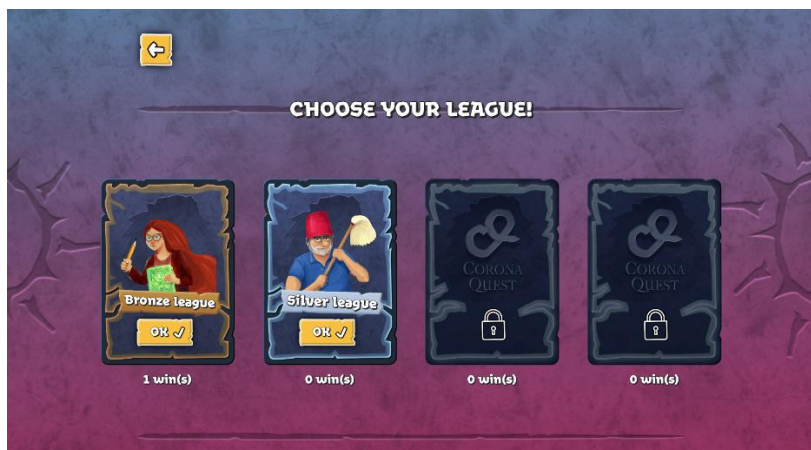 CHOOSE YOUR LEAGUE!
Bronze league
OK
1 win(s)
Silver league
OK
0 win(s)
CORONA
QUEST
0 win(s)
CORONA
QUEST
0 win(s)